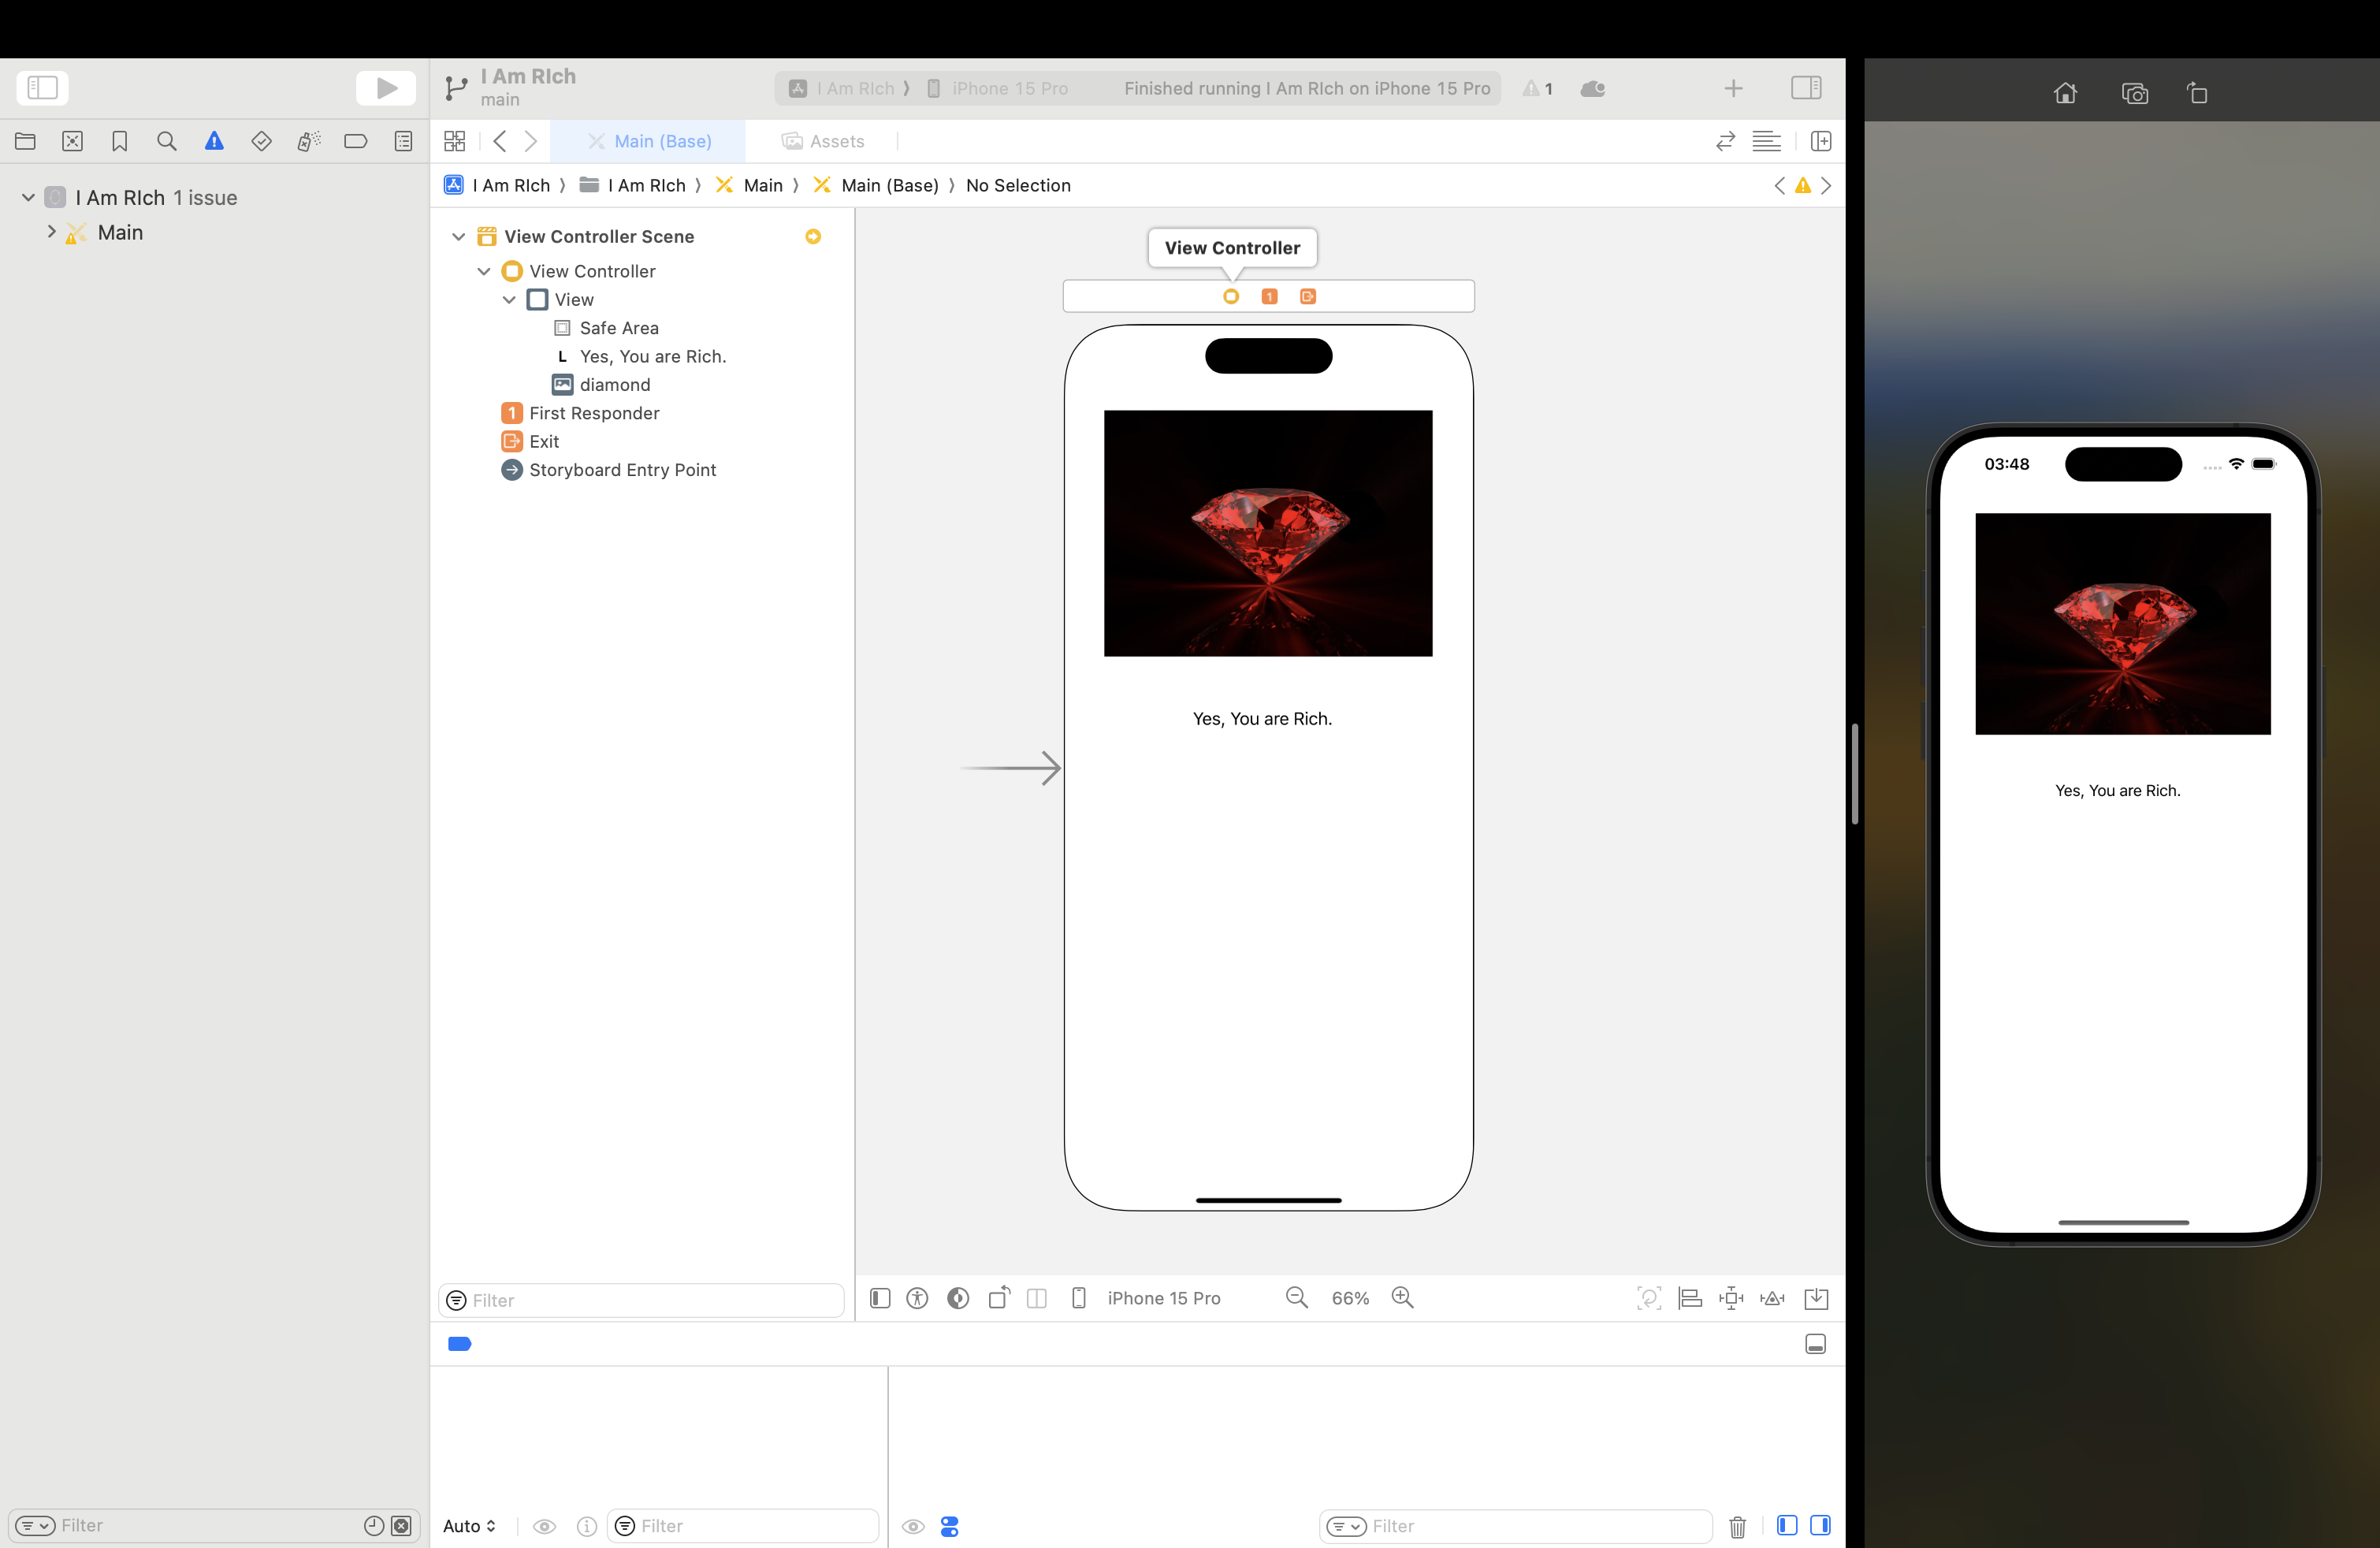 I Am RIch
main
I Am RIch ⟩ iPhone 15 Pro
Finished running I Am RIch on iPhone 15 Pro
1
Main (Base)
Assets
I Am RIch 1 issue
Main
I Am RIch ⟩ I Am RIch ⟩ Main ⟩ Main (Base) ⟩ No Selection
View Controller Scene
View Controller
View
Safe Area
L Yes, You are Rich.
diamond
1 First Responder
Exit
Storyboard Entry Point
View Controller
1
Yes, You are Rich.
03:48
Yes, You are Rich.
Filter
iPhone 15 Pro
66%
Filter
Auto
Filter
Filter